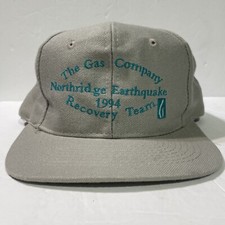 The Gas Company
Northridge Earthquake
1994
Recovery Team